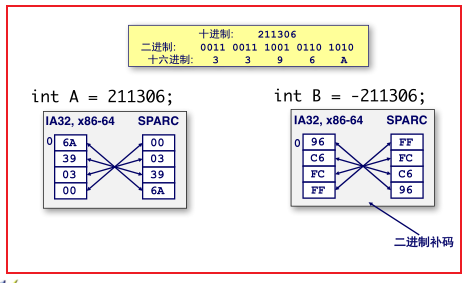 十进制: 211306
二进制: 0011 0011 1001 0110 1010
十六进制: 3 3 9 6 A
int A = 211306;
int B = -211306;
IA32, x86-64 SPARC
0 6A 00
39 03
03 39
00 6A
IA32, x86-64 SPARC
0 96 FF
C6 FC
FC C6
FF 96
二进制补码